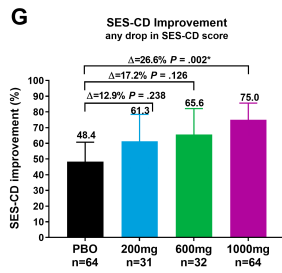 G
SES-CD Improvement
any drop in SES-CD score
Δ=26.6% P = .002*
Δ=17.2% P = .126
Δ=12.9% P = .238
SES-CD improvement (%)
100
90
80
70
60
50
40
30
20
10
0
48.4
61.3
65.6
75.0
PBO 200mg 600mg 1000mg
n=64 n=31 n=32 n=64